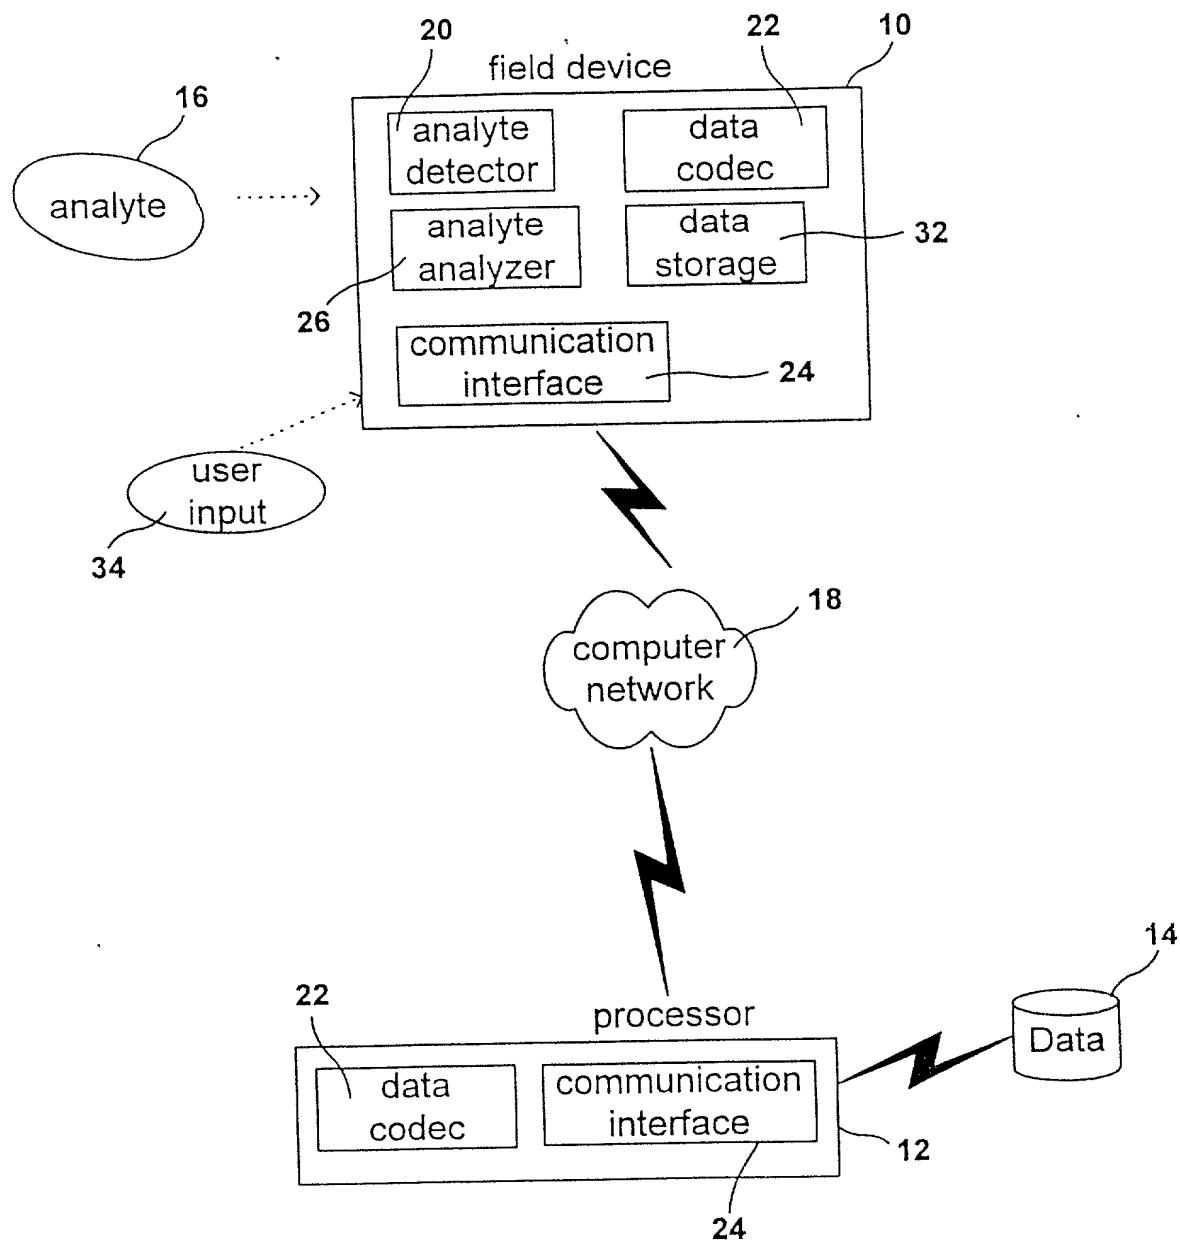 20
22
10
field device
16
analyte
detector
data
codec
analyte
analyte
analyzer
data
storage
32
26
communication
interface
24
user
input
34
18
computer
network
14
22
processor
Data
data
codec
communication
interface
12
24